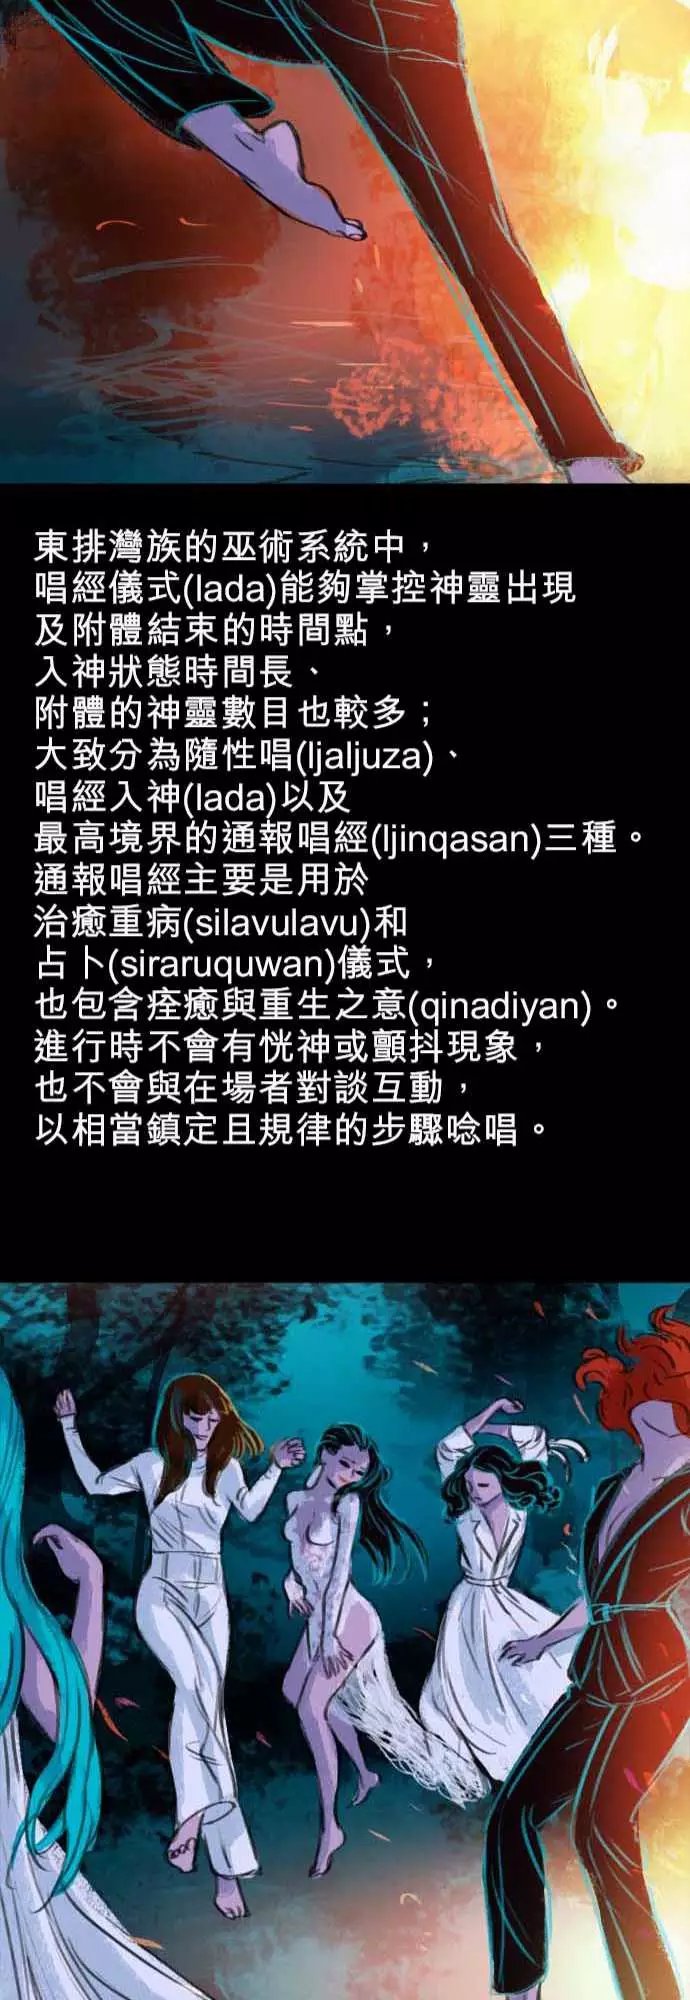 東排灣族的巫術系統中，
唱經儀式(lada)能夠掌控神靈出現
及附體結束的時間點，
入神狀態時間長、
附體的神靈數目也較多；
大致分為隨性唱(ljaljuza)、
唱經入神(lada)以及
最高境界的通報唱經(ljinqasan)三種。
通報唱經主要是用於
治癒重病(silavulavu)和
占卜(siraruquwan)儀式，
也包含痊癒與重生之意(qinadiyan)。
進行時不會有恍神或顫抖現象，
也不會與在場者對談互動，
以相當鎮定且規律的步驟唸唱。